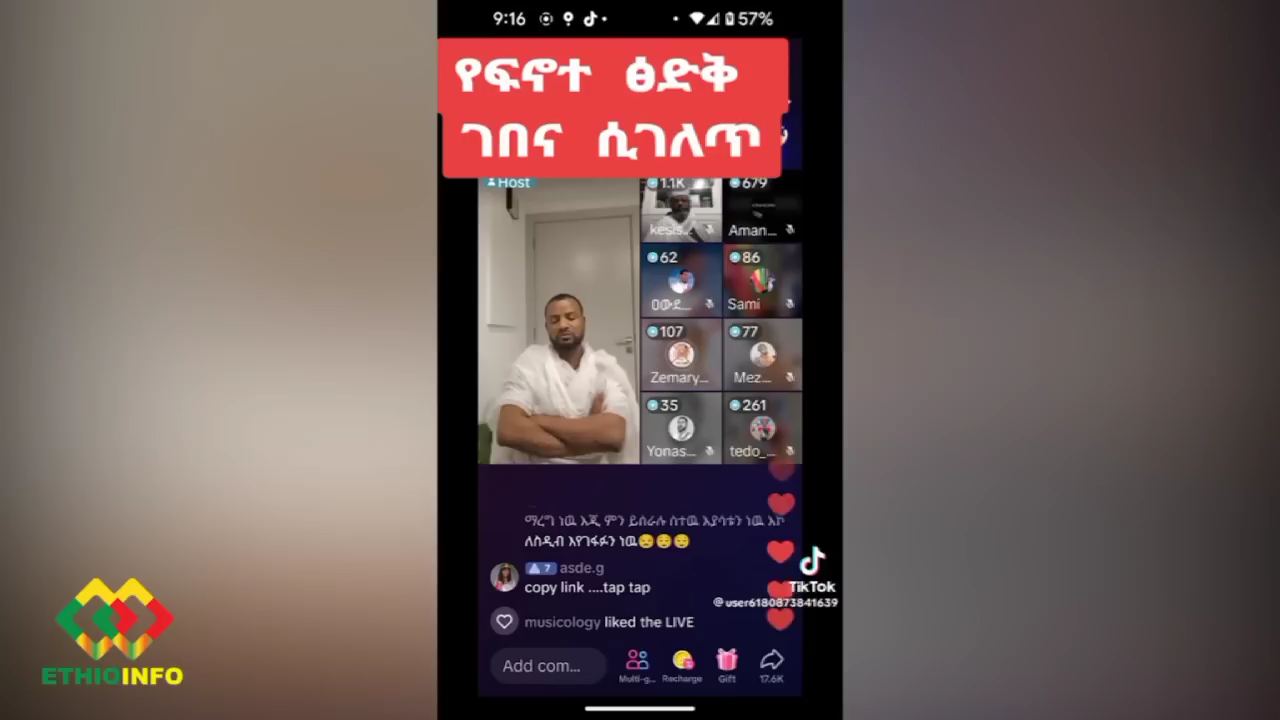 9:16
57%
የፍኖተ ፅድቅ
ገበና ሲገለጥ
Host
1.1K
679
kesis...
Aman...
62
86
Sami
107
77
Zemary...
Mez...
35
261
Yonas...
tedo_...
ማረግ ነዉ እጂ ምን ይሰራሉ ስተዉ እያሳቱን ነዉ እኮ
ለስዲብ እየገፋፉን ነዉ😒😌😌
7 asde.g
copy link ....tap tap
TikTok
@user6180873841639
musicology liked the LIVE
Add com...
Multi-g...
Recharge
Gift
17.6K
ETHIOINFO